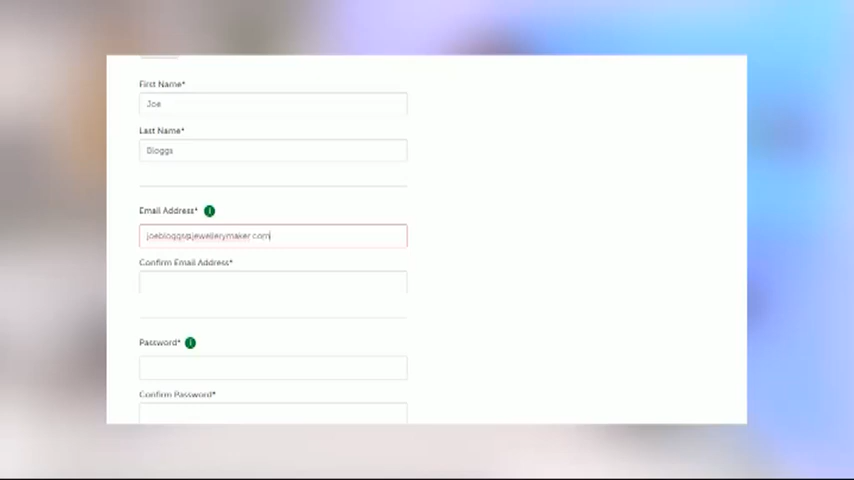 First Name*
Joe
Last Name*
Bloggs
Email Address* i
joebloggs@jewellerymaker.com
Confirm Email Address*
Password* i
Confirm Password*